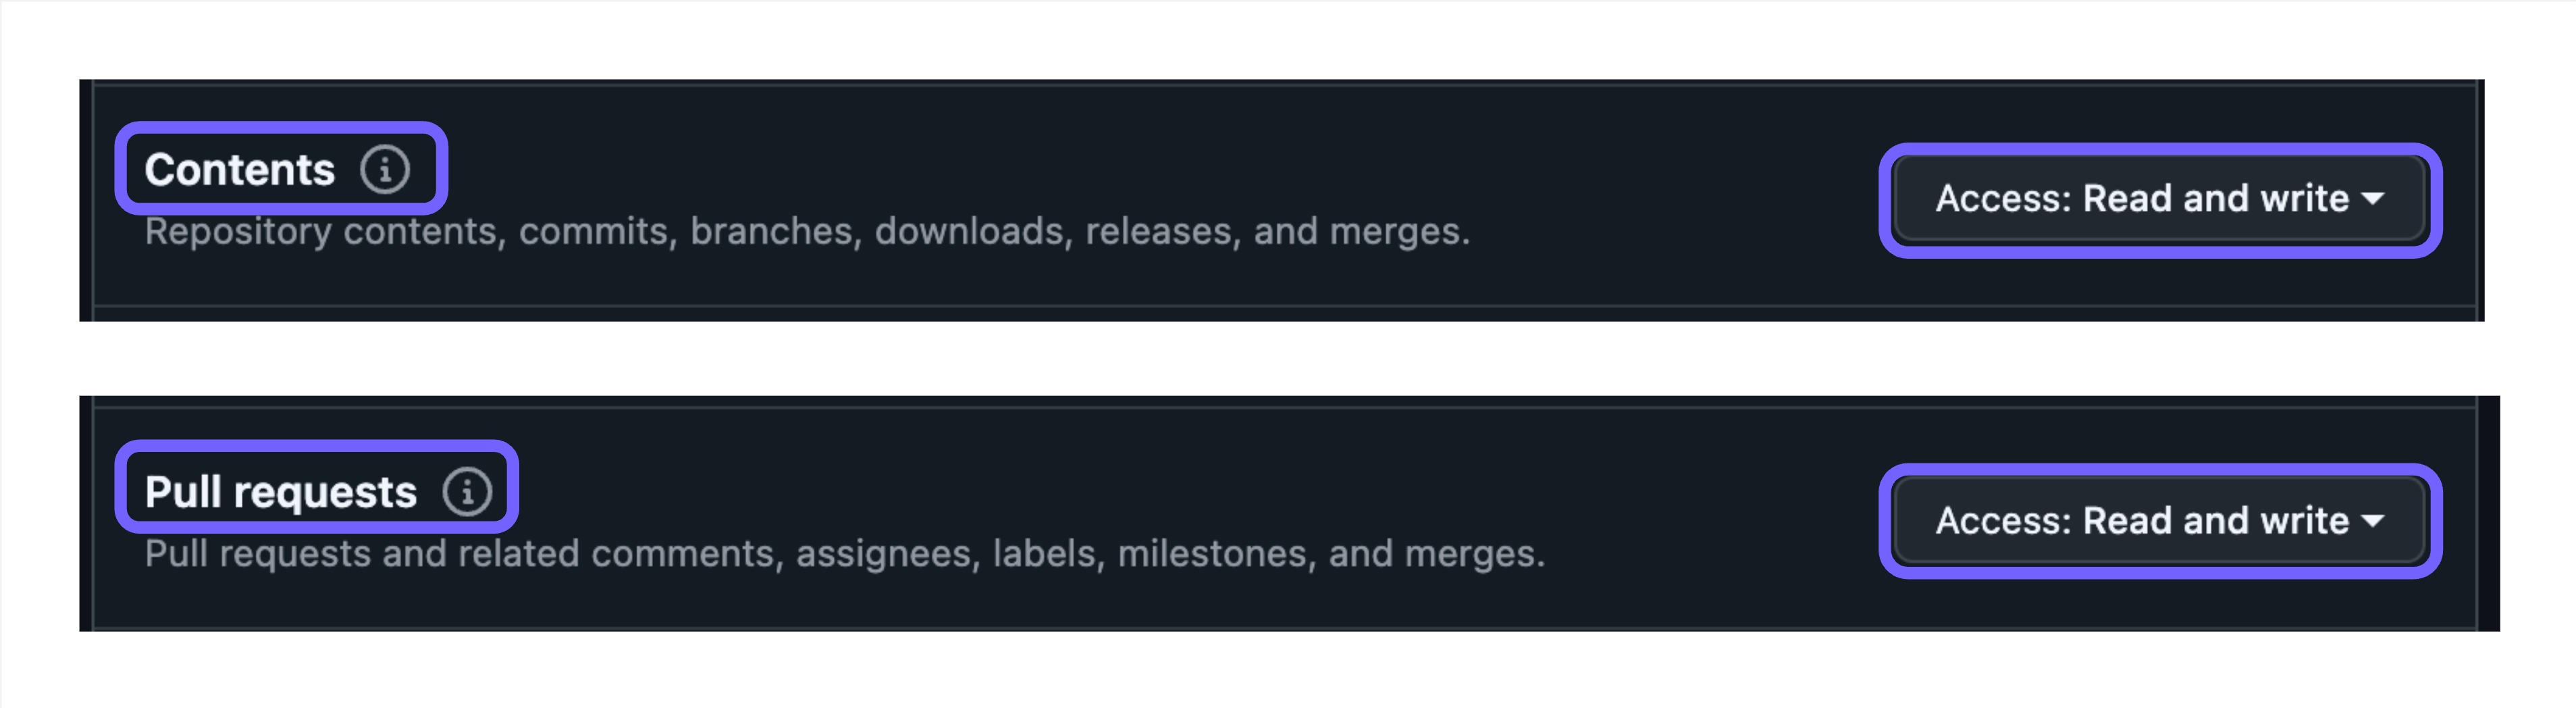 Contents
Access: Read and write
Repository contents, commits, branches, downloads, releases, and merges.
Pull requests
Access: Read and write
Pull requests and related comments, assignees, labels, milestones, and merges.